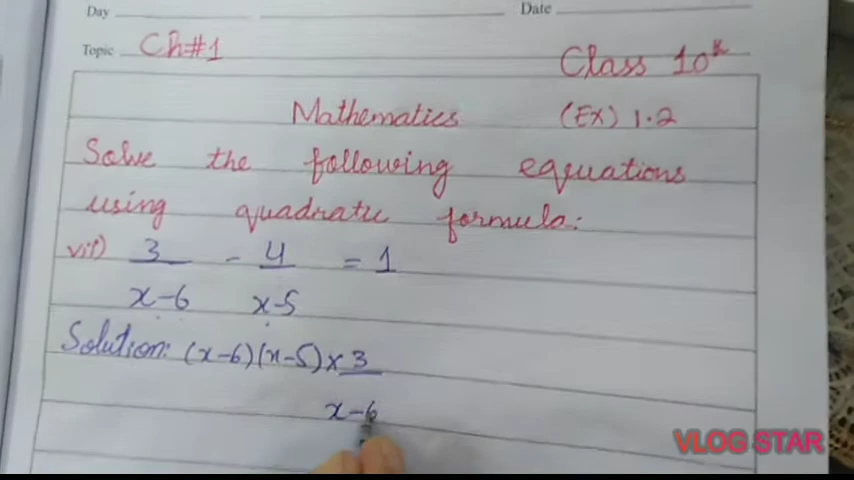 Day Date
Topic Ch#1
Class 10th
Mathematics (EX) 1.2
Solve the following equations
using quadratic formula:
vii) 3/x-6 - 4/x-5 = 1
Solution: (x-6)(x-5)×3/x-6
VLOG STAR